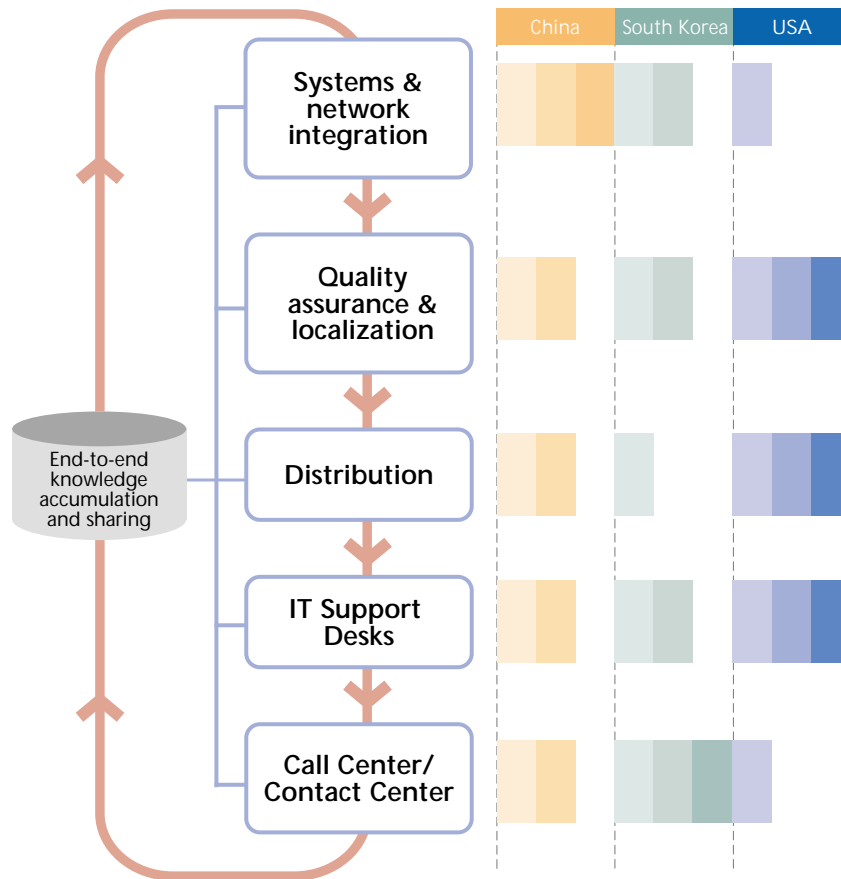 China
South Korea
USA
Systems &
network
integration
Quality
assurance &
localization
Distribution
End-to-end
knowledge
accumulation
and sharing
IT Support
Desks
Call Center/
Contact Center